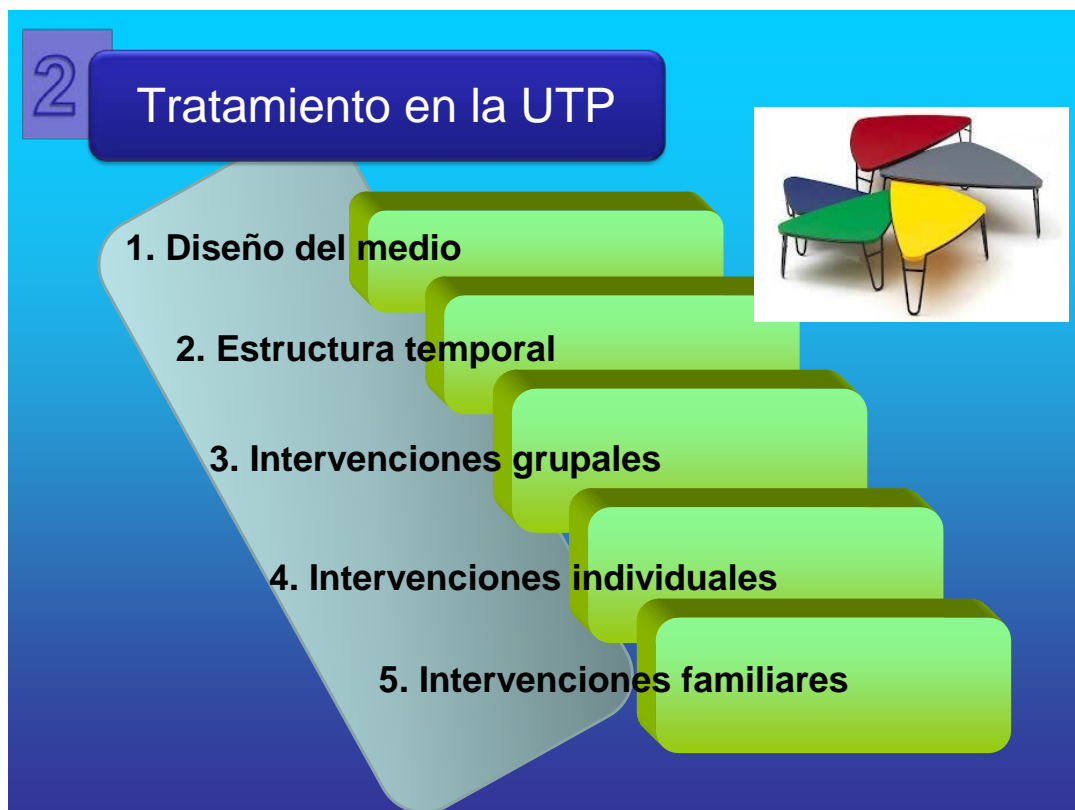 2
Tratamiento en la UTP
1. Diseño del medio
2. Estructura temporal
3. Intervenciones grupales
4. Intervenciones individuales
5. Intervenciones familiares